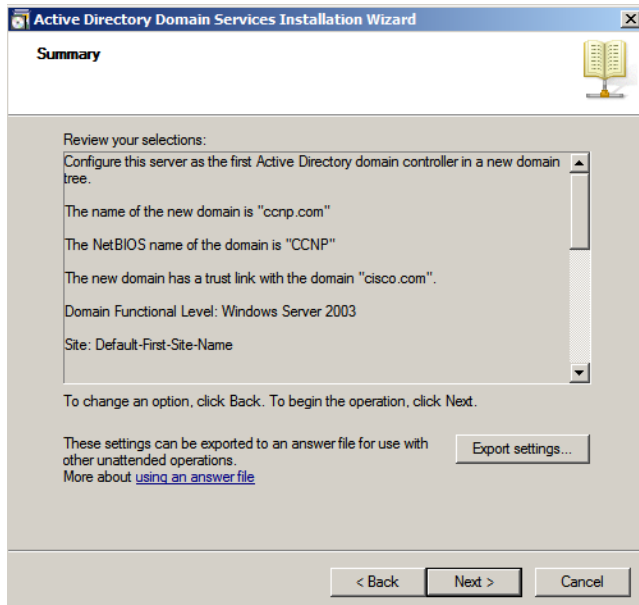 Active Directory Domain Services Installation Wizard
Summary
Review your selections:
Configure this server as the first Active Directory domain controller in a new domain
tree.
The name of the new domain is "ccnp.com"
The NetBIOS name of the domain is "CCNP"
The new domain has a trust link with the domain "cisco.com".
Domain Functional Level: Windows Server 2003
Site: Default-First-Site-Name
To change an option, click Back. To begin the operation, click Next.
These settings can be exported to an answer file for use with
other unattended operations.
More about using an answer file
Export settings...
< Back
Next >
Cancel